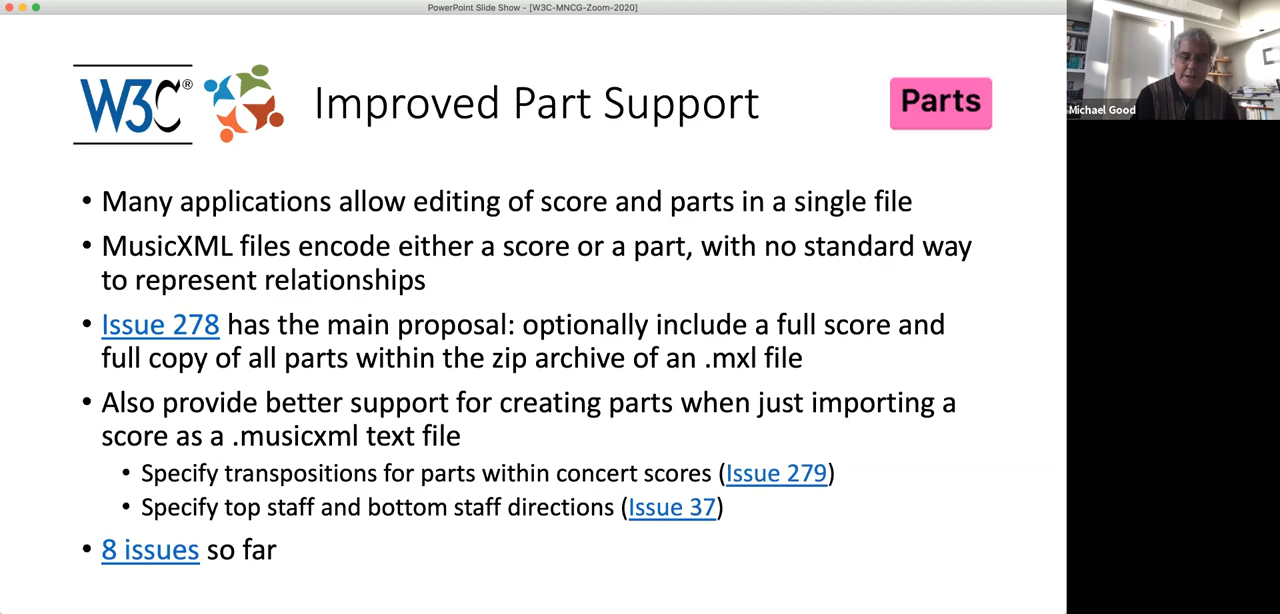 PowerPoint Slide Show - [W3C-MNCG-Zoom-2020]
W3C® Improved Part Support Parts
Michael Good
• Many applications allow editing of score and parts in a single file
• MusicXML files encode either a score or a part, with no standard way
to represent relationships
• Issue 278 has the main proposal: optionally include a full score and
full copy of all parts within the zip archive of an .mxl file
• Also provide better support for creating parts when just importing a
score as a .musicxml text file
• Specify transpositions for parts within concert scores (Issue 279)
• Specify top staff and bottom staff directions (Issue 37)
• 8 issues so far